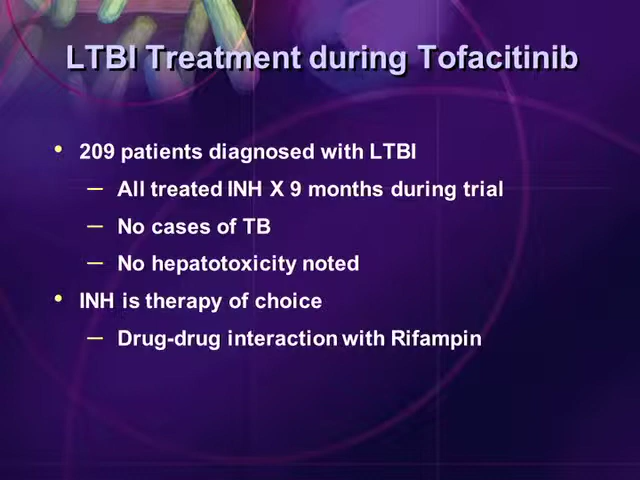 LTBI Treatment during Tofacitinib
• 209 patients diagnosed with LTBI
– All treated INH X 9 months during trial
– No cases of TB
– No hepatotoxicity noted
• INH is therapy of choice
– Drug-drug interaction with Rifampin